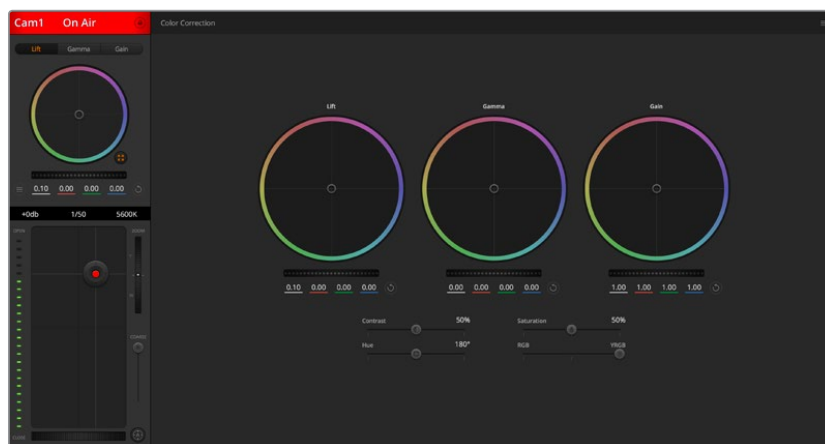 Cam1 On Air
Color Correction
Lift Gamma Gain
0.10 0.00 0.00 0.00
+0db 1/50 5600K
Lift
0.10 0.00 0.00 0.00
Gamma
0.00 0.00 0.00 0.00
Gain
1.00 1.00 1.00 1.00
Contrast 50%
Saturation 50%
Hue 180°
RGB YRGB